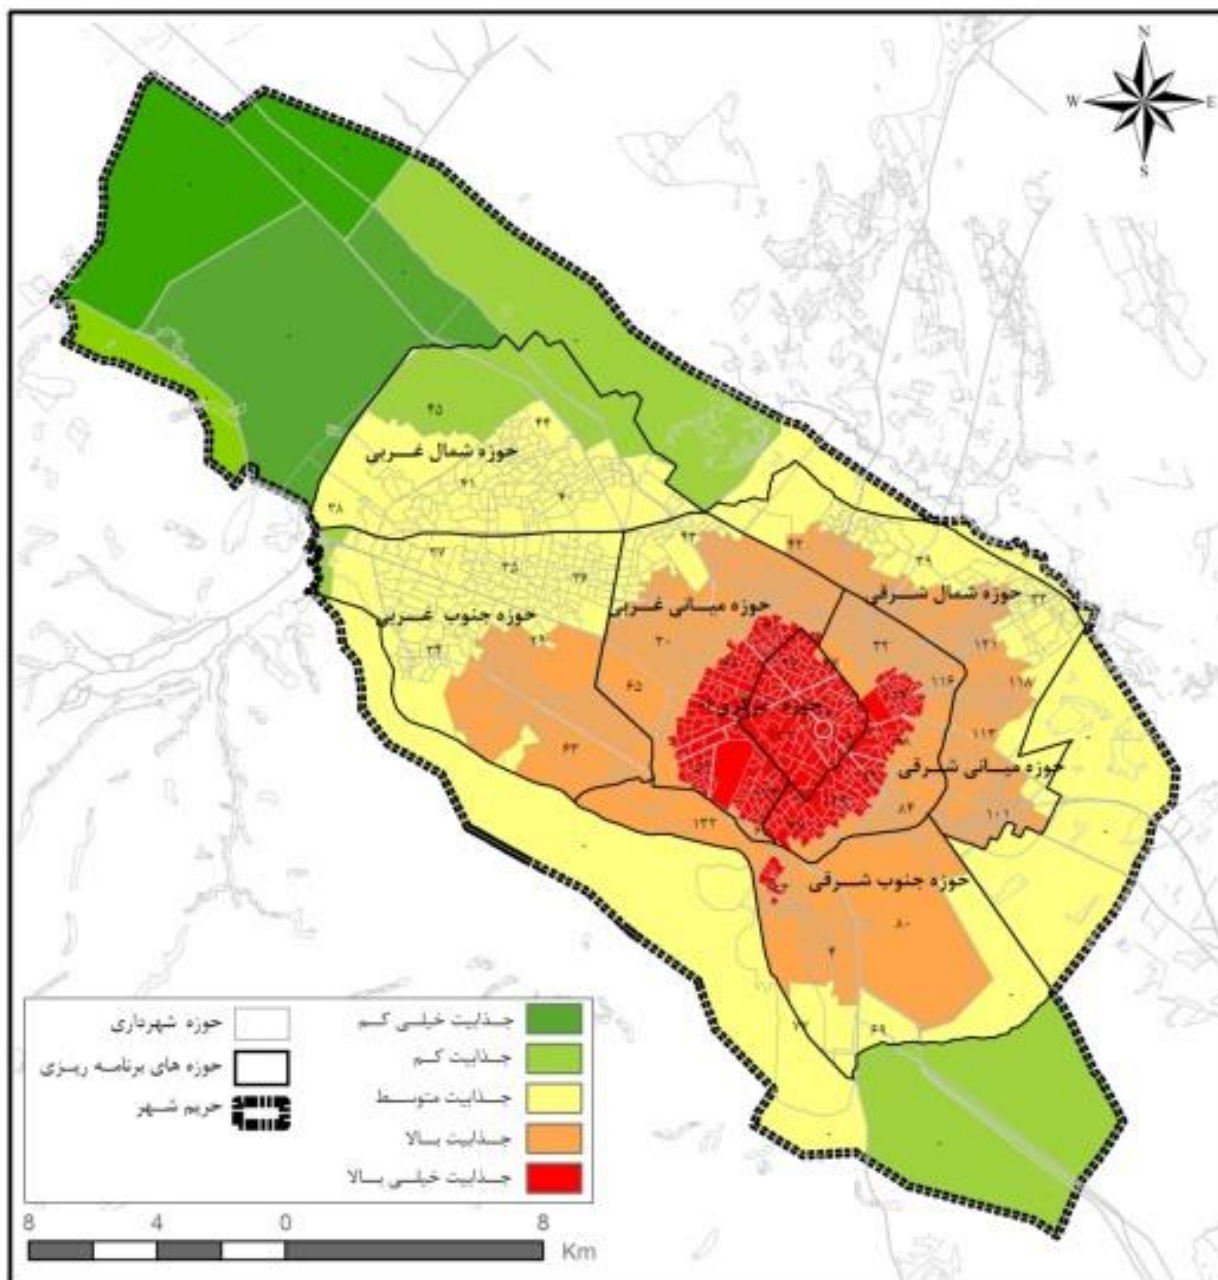 N
W E
S
۴۵
۴۴
حوزه شمال غربی
۴۱
۴۰
۳۸
۳۷
۳۵
۳۶
۹۳
۴۲
۳۹
حوزه شمال شرقی
حوزه میانی غربی
حوزه جنوب غربی
۲۹
۳۴
۳۰
۳۲
۱۲۱
۶۵
۱۱۶
۱۱۸
حوزه
۱۱۳
۶۳
حوزه میانی شرقی
۱۳۲
۸۴
۱۰۱
حوزه جنوب شرقی
۸۰
۴
۶۹
جذابیت خیلی کم
جذابیت کم
جذابیت متوسط
جذابیت بالا
جذابیت خیلی بالا
حوزه شهرداری
حوزه های برنامه ریزی
حریم شهر
8 4 0 8
Km